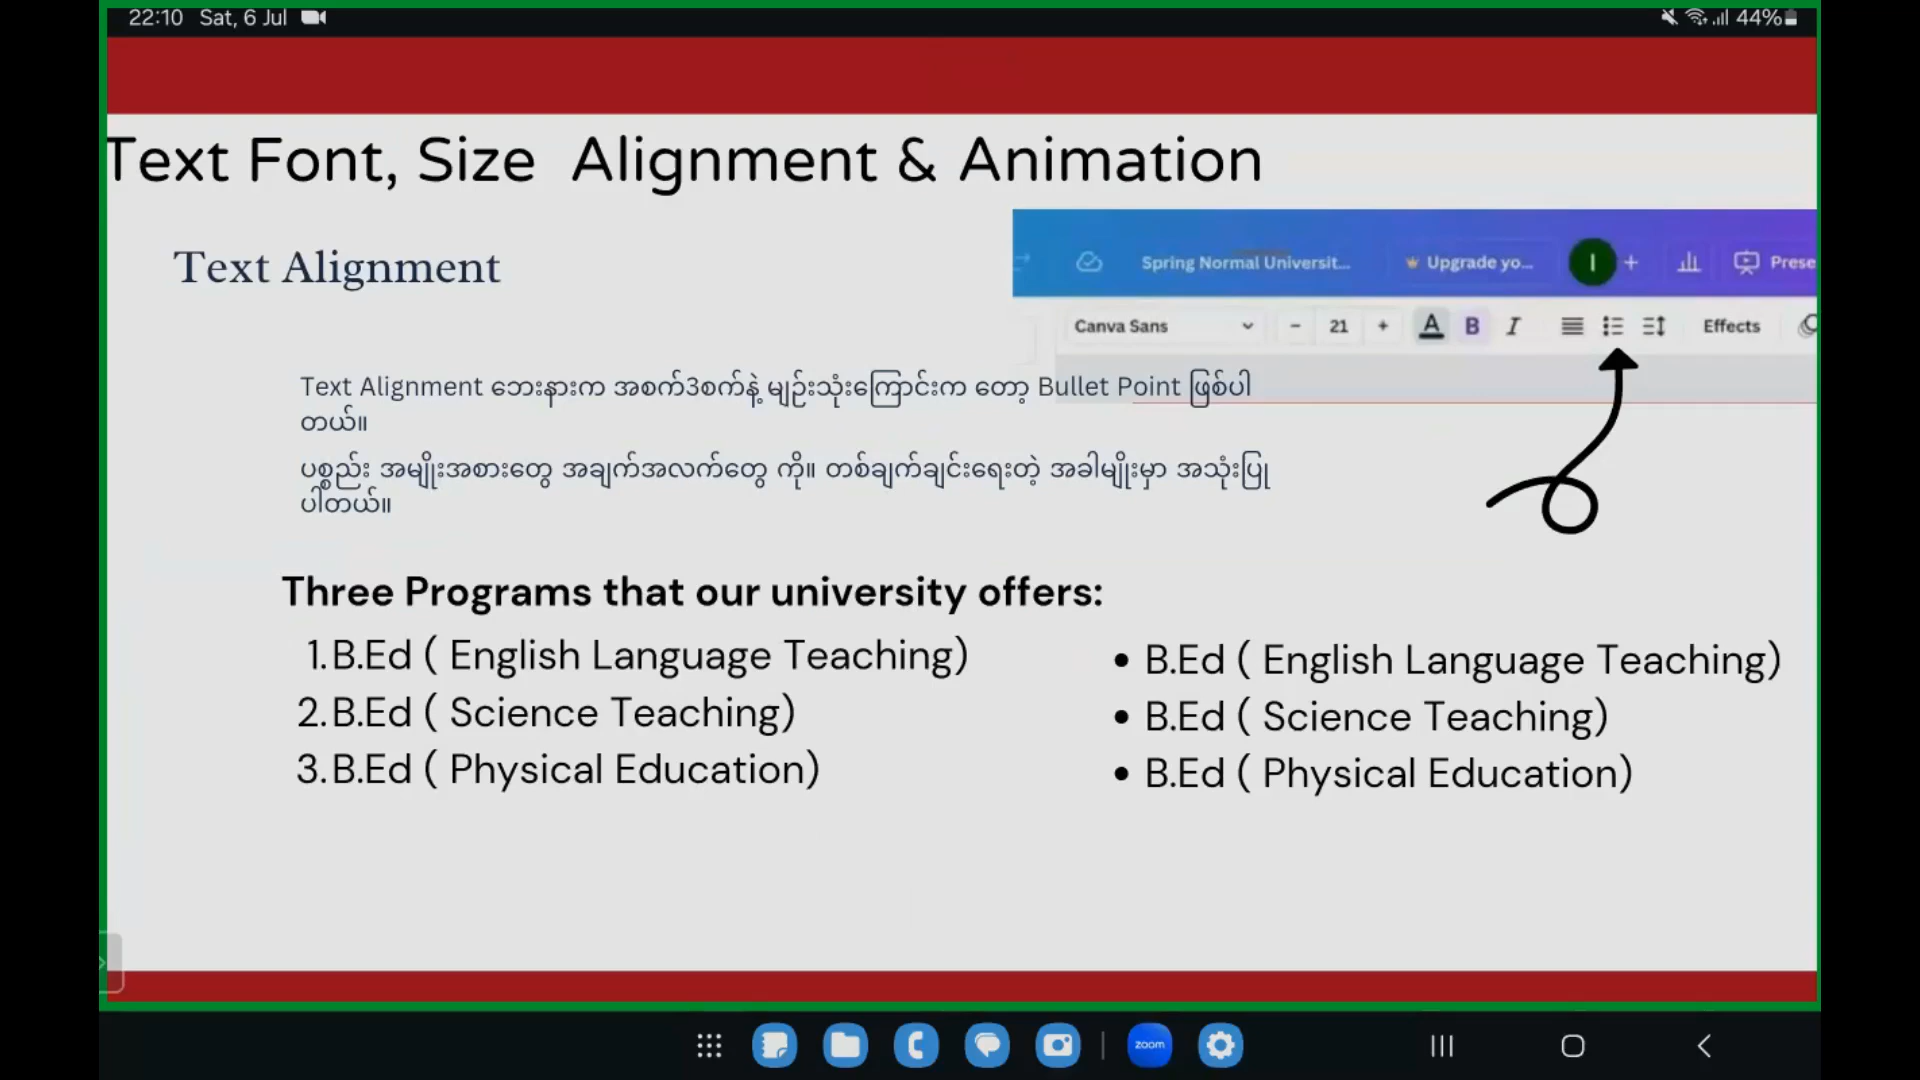 22:10 Sat, 6 Jul
44%
Text Font, Size Alignment & Animation
Text Alignment
Spring Normal Universit...
Upgrade yo...
I
Prese
Canva Sans
21
A B I
Effects
Text Alignment ဘေးနားက အစက်3စက်နဲ့ မျဉ်းသုံးကြောင်းက တော့ Bullet Point ဖြစ်ပါ
တယ်။
ပစ္စည်း အမျိုးအစားတွေ အချက်အလက်တွေ ကို။ တစ်ချက်ချင်းရေးတဲ့ အခါမျိုးမှာ အသုံးပြု
ပါတယ်။
Three Programs that our university offers:
1. B.Ed ( English Language Teaching)
2. B.Ed ( Science Teaching)
3. B.Ed ( Physical Education)
• B.Ed ( English Language Teaching)
• B.Ed ( Science Teaching)
• B.Ed ( Physical Education)
zoom